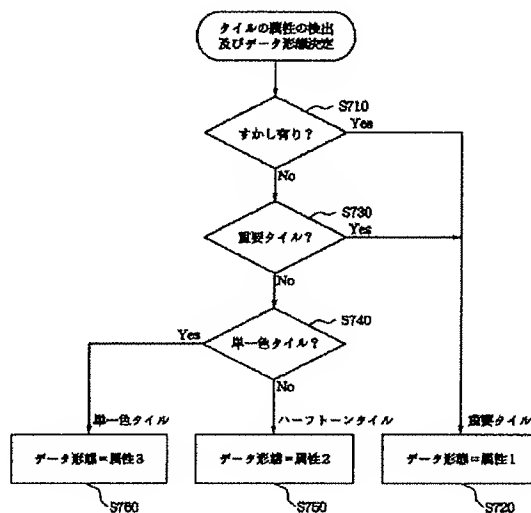 タイルの属性の検出
及びデータ形態決定
S710
すかし有り?
Yes
No
S730
重要タイル?
Yes
No
S740
Yes
単一色タイル?
No
単一色タイル
ハーフトーンタイル
重要タイル
データ形態=属性3
データ形態=属性2
データ形態=属性1
S760
S750
S720